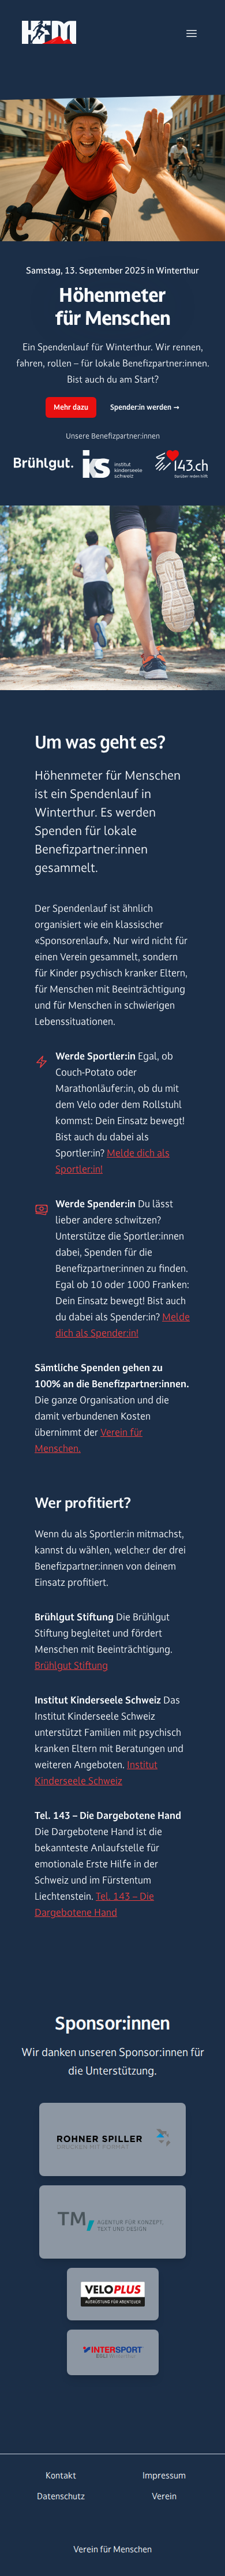 HFM
Samstag, 13. September 2025 in Winterthur
Höhenmeter
für Menschen
Ein Spendenlauf für Winterthur. Wir rennen,
fahren, rollen – für lokale Benefizpartner:innen.
Bist auch du am Start?
Mehr dazu
Spender:in werden →
Unsere Benefizpartner:innen
Brühlgut.
iks institut
kinderseele
schweiz
143.ch
Darüber reden hilft.
Um was geht es?
Höhenmeter für Menschen
ist ein Spendenlauf in
Winterthur. Es werden
Spenden für lokale
Benefizpartner:innen
gesammelt.
Der Spendenlauf ist ähnlich
organisiert wie ein klassischer
«Sponsorenlauf». Nur wird nicht für
einen Verein gesammelt, sondern
für Kinder psychisch kranker Eltern,
für Menschen mit Beeinträchtigung
und für Menschen in schwierigen
Lebenssituationen.
Werde Sportler:in Egal, ob
Couch-Potato oder
Marathonläufer:in, ob du mit
dem Velo oder dem Rollstuhl
kommst: Dein Einsatz bewegt!
Bist auch du dabei als
Sportler:in? Melde dich als
Sportler:in!
Werde Spender:in Du lässt
lieber andere schwitzen?
Unterstütze die Sportler:innen
dabei, Spenden für die
Benefizpartner:innen zu finden.
Egal ob 10 oder 1000 Franken:
Dein Einsatz bewegt! Bist auch
du dabei als Spender:in? Melde
dich als Spender:in!
Sämtliche Spenden gehen zu
100% an die Benefizpartner:innen.
Die ganze Organisation und die
damit verbundenen Kosten
übernimmt der Verein für
Menschen.
Wer profitiert?
Wenn du als Sportler:in mitmachst,
kannst du wählen, welche:r der drei
Benefizpartner:innen von deinem
Einsatz profitiert.
Brühlgut Stiftung Die Brühlgut
Stiftung begleitet und fördert
Menschen mit Beeinträchtigung.
Brühlgut Stiftung
Institut Kinderseele Schweiz Das
Institut Kinderseele Schweiz
unterstützt Familien mit psychisch
kranken Eltern mit Beratungen und
weiteren Angeboten. Institut
Kinderseele Schweiz
Tel. 143 – Die Dargebotene Hand
Die Dargebotene Hand ist die
bekannteste Anlaufstelle für
emotionale Erste Hilfe in der
Schweiz und im Fürstentum
Liechtenstein. Tel. 143 – Die
Dargebotene Hand
Sponsor:innen
Wir danken unseren Sponsor:innen für
die Unterstützung.
ROHNER SPILLER
DRUCKEN MIT FORMAT
TM
AGENTUR FÜR KONZEPT,
TEXT UND DESIGN
VELOPLUS
AUSRÜSTUNG FÜR ABENTEUER
INTERSPORT
EGLI Winterthur
Kontakt
Impressum
Datenschutz
Verein
Verein für Menschen